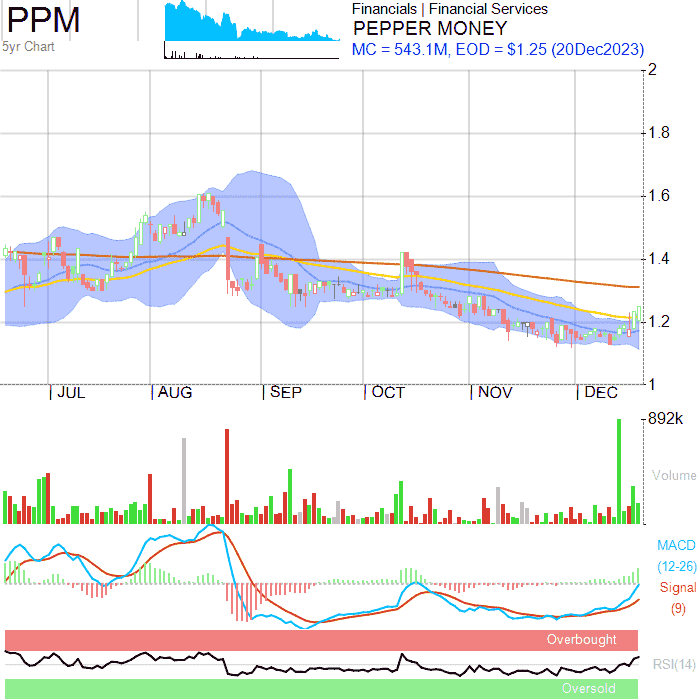 PPM
5yr Chart
Financials | Financial Services
PEPPER MONEY
MC = 543.1M, EOD = $1.25 (20Dec2023)
2
1.8
1.6
1.4
1.2
1
JUL AUG SEP OCT NOV DEC
892k
Volume
MACD
(12-26)
Signal
(9)
Overbought
RSI(14)
Oversold